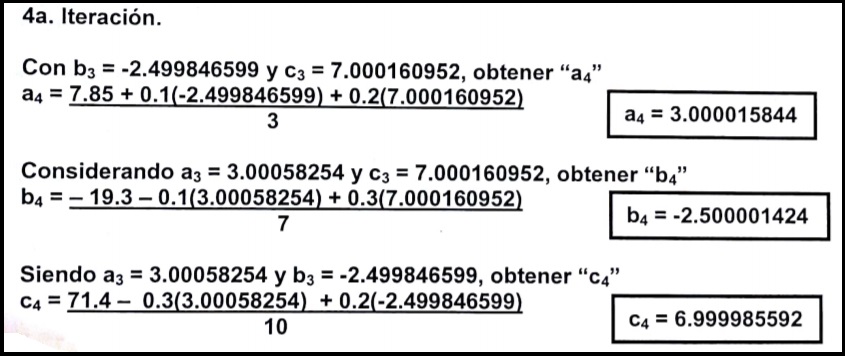 4a. Iteración.
Con b₃ = -2.499846599 y c₃ = 7.000160952, obtener “a₄”
a₄ = 7.85 + 0.1(-2.499846599) + 0.2(7.000160952)
3
a₄ = 3.000015844
Considerando a₃ = 3.00058254 y c₃ = 7.000160952, obtener “b₄”
b₄ = – 19.3 – 0.1(3.00058254) + 0.3(7.000160952)
7
b₄ = -2.500001424
Siendo a₃ = 3.00058254 y b₃ = -2.499846599, obtener “c₄”
c₄ = 71.4 – 0.3(3.00058254) + 0.2(-2.499846599)
10
c₄ = 6.999985592